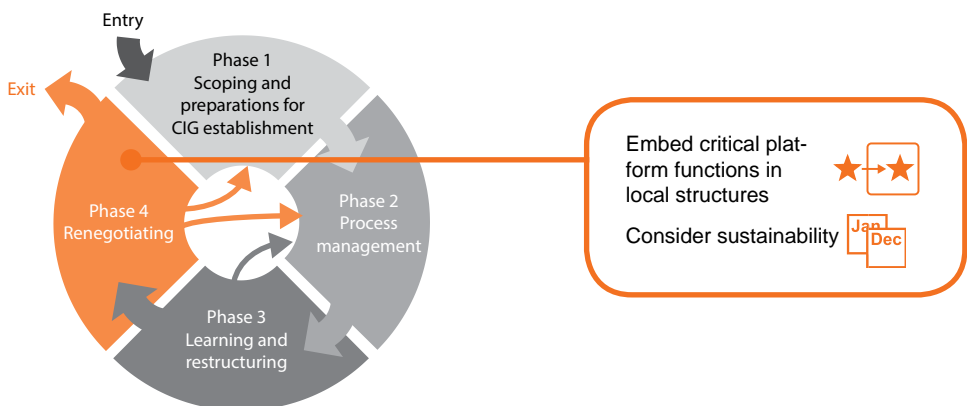 Entry
Exit
Phase 1
Scoping and
preparations for
CIG establishment
Phase 2
Process
management
Phase 3
Learning and
restructuring
Phase 4
Renegotiating
Embed critical plat-
form functions in
local structures
Consider sustainability
Jan
Dec